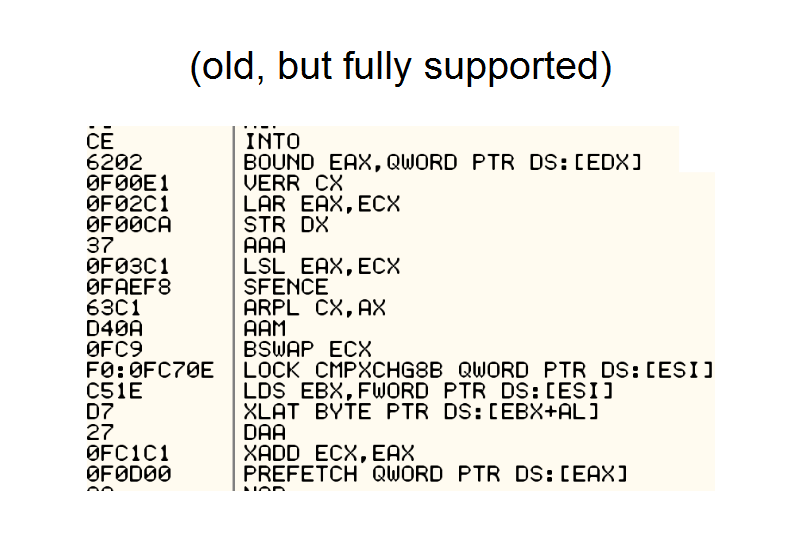 (old, but fully supported)
CE INTO
6202 BOUND EAX,QWORD PTR DS:[EDX]
0F00E1 VERR CX
0F02C1 LAR EAX,ECX
0F00CA STR DX
37 AAA
0F03C1 LSL EAX,ECX
0FAEF8 SFENCE
63C1 ARPL CX,AX
D40A AAM
0FC9 BSWAP ECX
F0:0FC70E LOCK CMPXCHG8B QWORD PTR DS:[ESI]
C51E LDS EBX,FWORD PTR DS:[ESI]
D7 XLAT BYTE PTR DS:[EBX+AL]
27 DAA
0FC1C1 XADD ECX,EAX
0F0D00 PREFETCH QWORD PTR DS:[EAX]